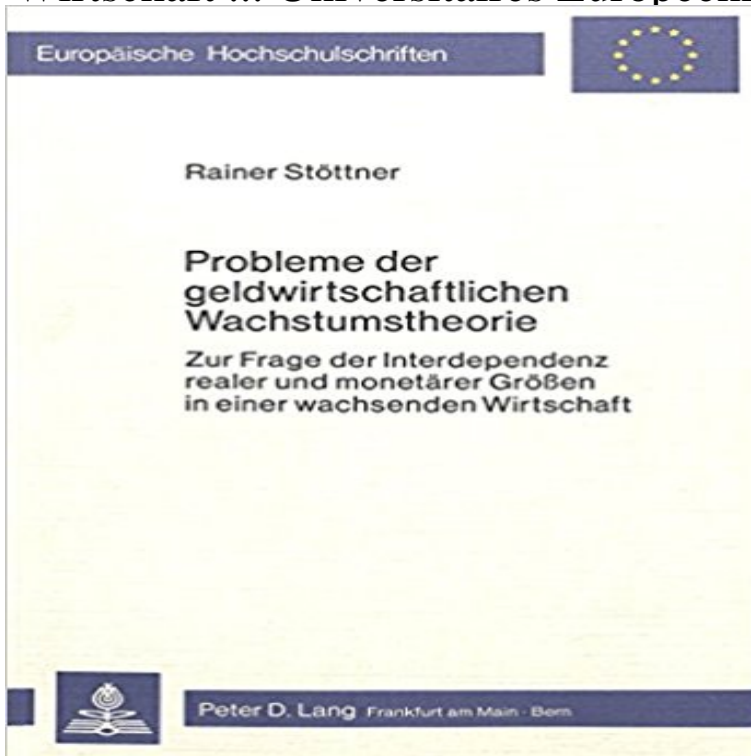 Europäische Hochschulschriften
Rainer Stöttner
Probleme der
geldwirtschaftlichen
Wachstumstheorie
Zur Frage der Interdependenz
realer und monetärer Größen
in einer wachsenden Wirtschaft
Peter D. Lang Frankfurt am Main · Bern